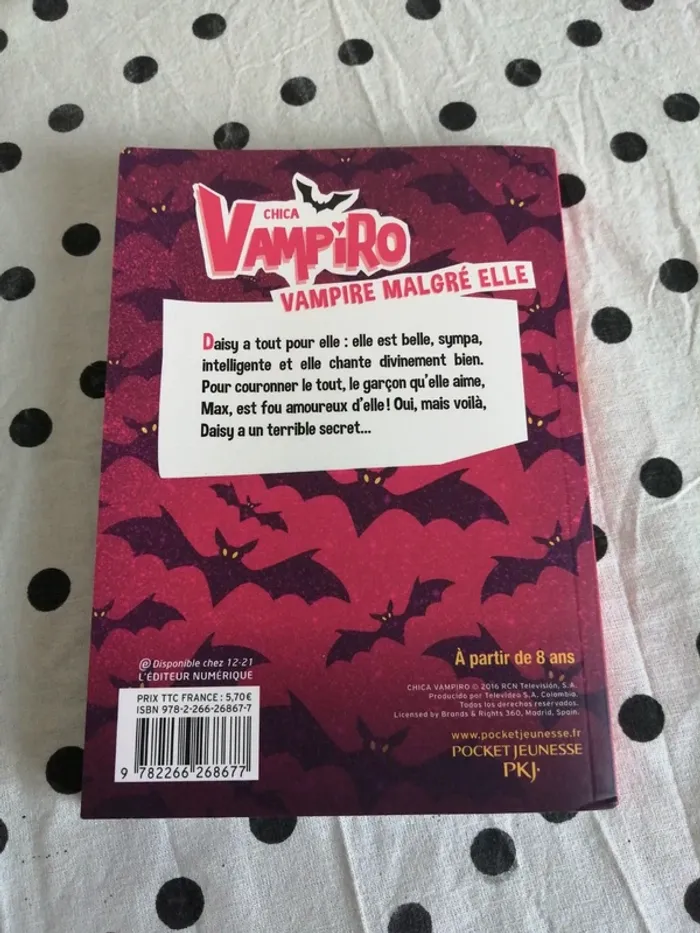 CHICA
VAMPIRO
VAMPIRE MALGRÉ ELLE
Daisy a tout pour elle : elle est belle, sympa,
intelligente et elle chante divinement bien.
Pour couronner le tout, le garçon qu'elle aime,
Max, est fou amoureux d'elle ! Oui, mais voilà,
Daisy a un terrible secret...
@ Disponible chez 12-21
L'ÉDITEUR NUMÉRIQUE
À partir de 8 ans
PRIX TTC FRANCE : 5,70 €
ISBN 978-2-266-26867-7
9 782266 268677
CHICA VAMPIRO © 2016 RCN Televisión, S.A.
Producido por Televideo S.A. Colombia.
Todos los derechos reservados.
Licensed by Brands & Rights 360, Madrid, Spain.
www.pocketjeunesse.fr
POCKET JEUNESSE
PKJ·